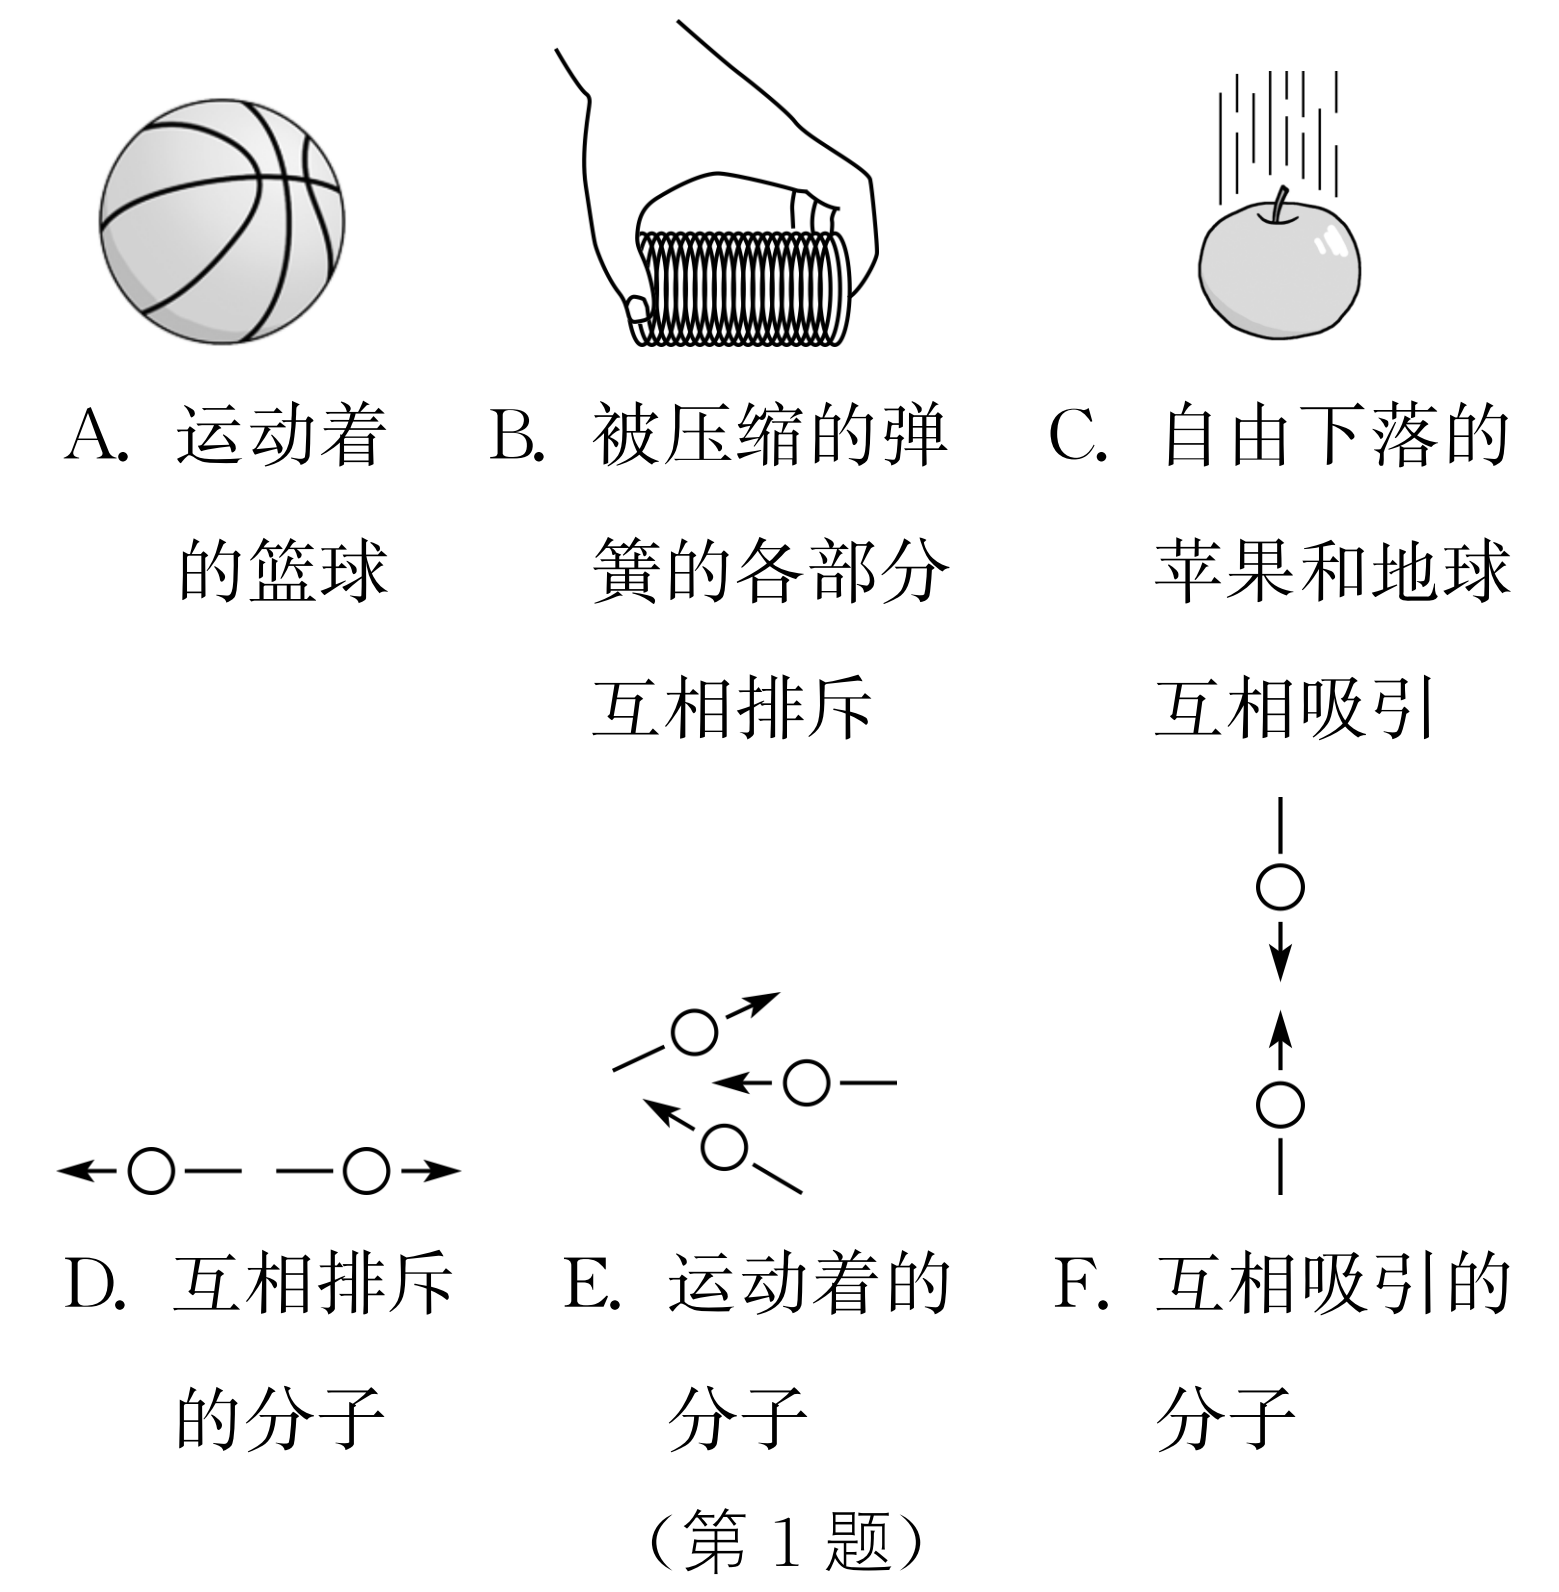 A. 运动着 B. 被压缩的弹 C. 自由下落的
的篮球 簧的各部分 苹果和地球
互相排斥 互相吸引
D. 互相排斥 E. 运动着的 F. 互相吸引的
的分子 分子 分子
(第 1 题)